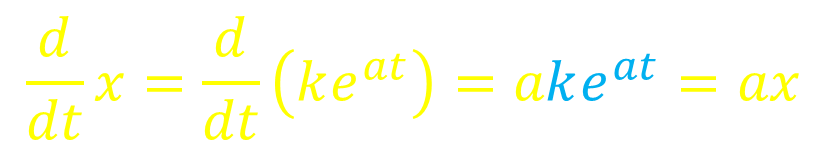 d/dt x = d/dt (ke^{at}) = ake^{at} = ax